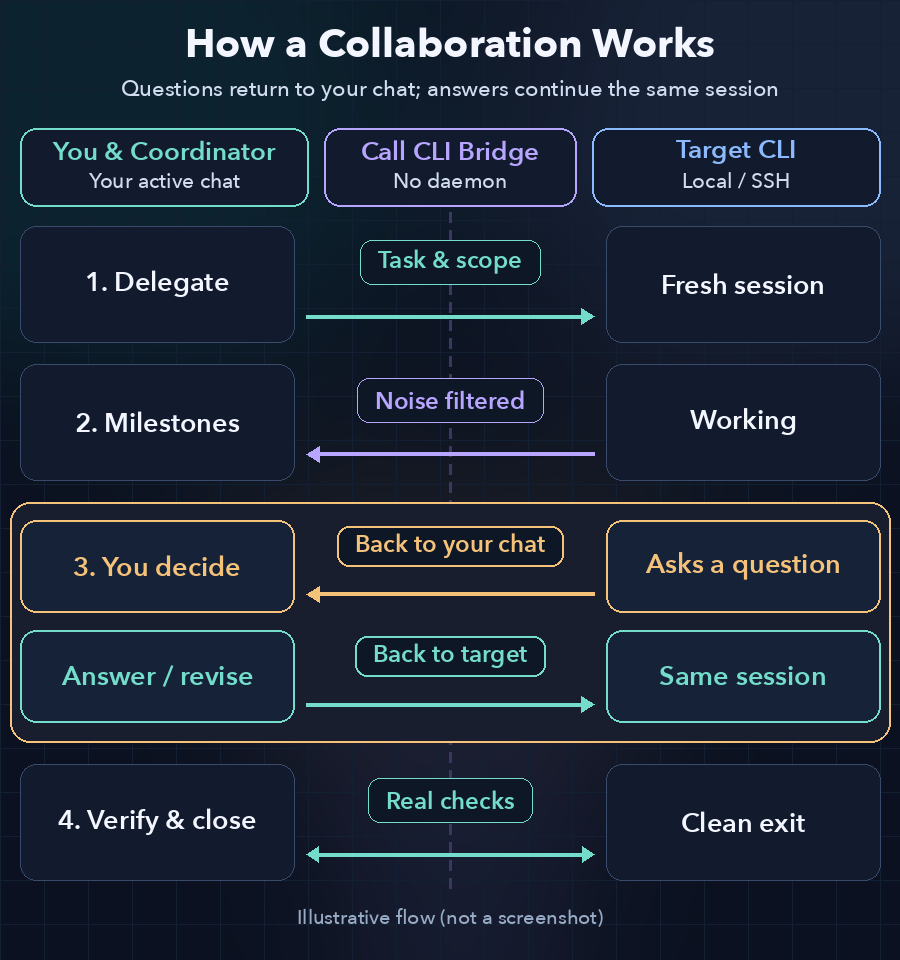 How a Collaboration Works
Questions return to your chat; answers continue the same session
You & Coordinator
Your active chat
Call CLI Bridge
No daemon
Target CLI
Local / SSH
1. Delegate
Task & scope
Fresh session
2. Milestones
Noise filtered
Working
3. You decide
Back to your chat
Asks a question
Answer / revise
Back to target
Same session
4. Verify & close
Real checks
Clean exit
Illustrative flow (not a screenshot)